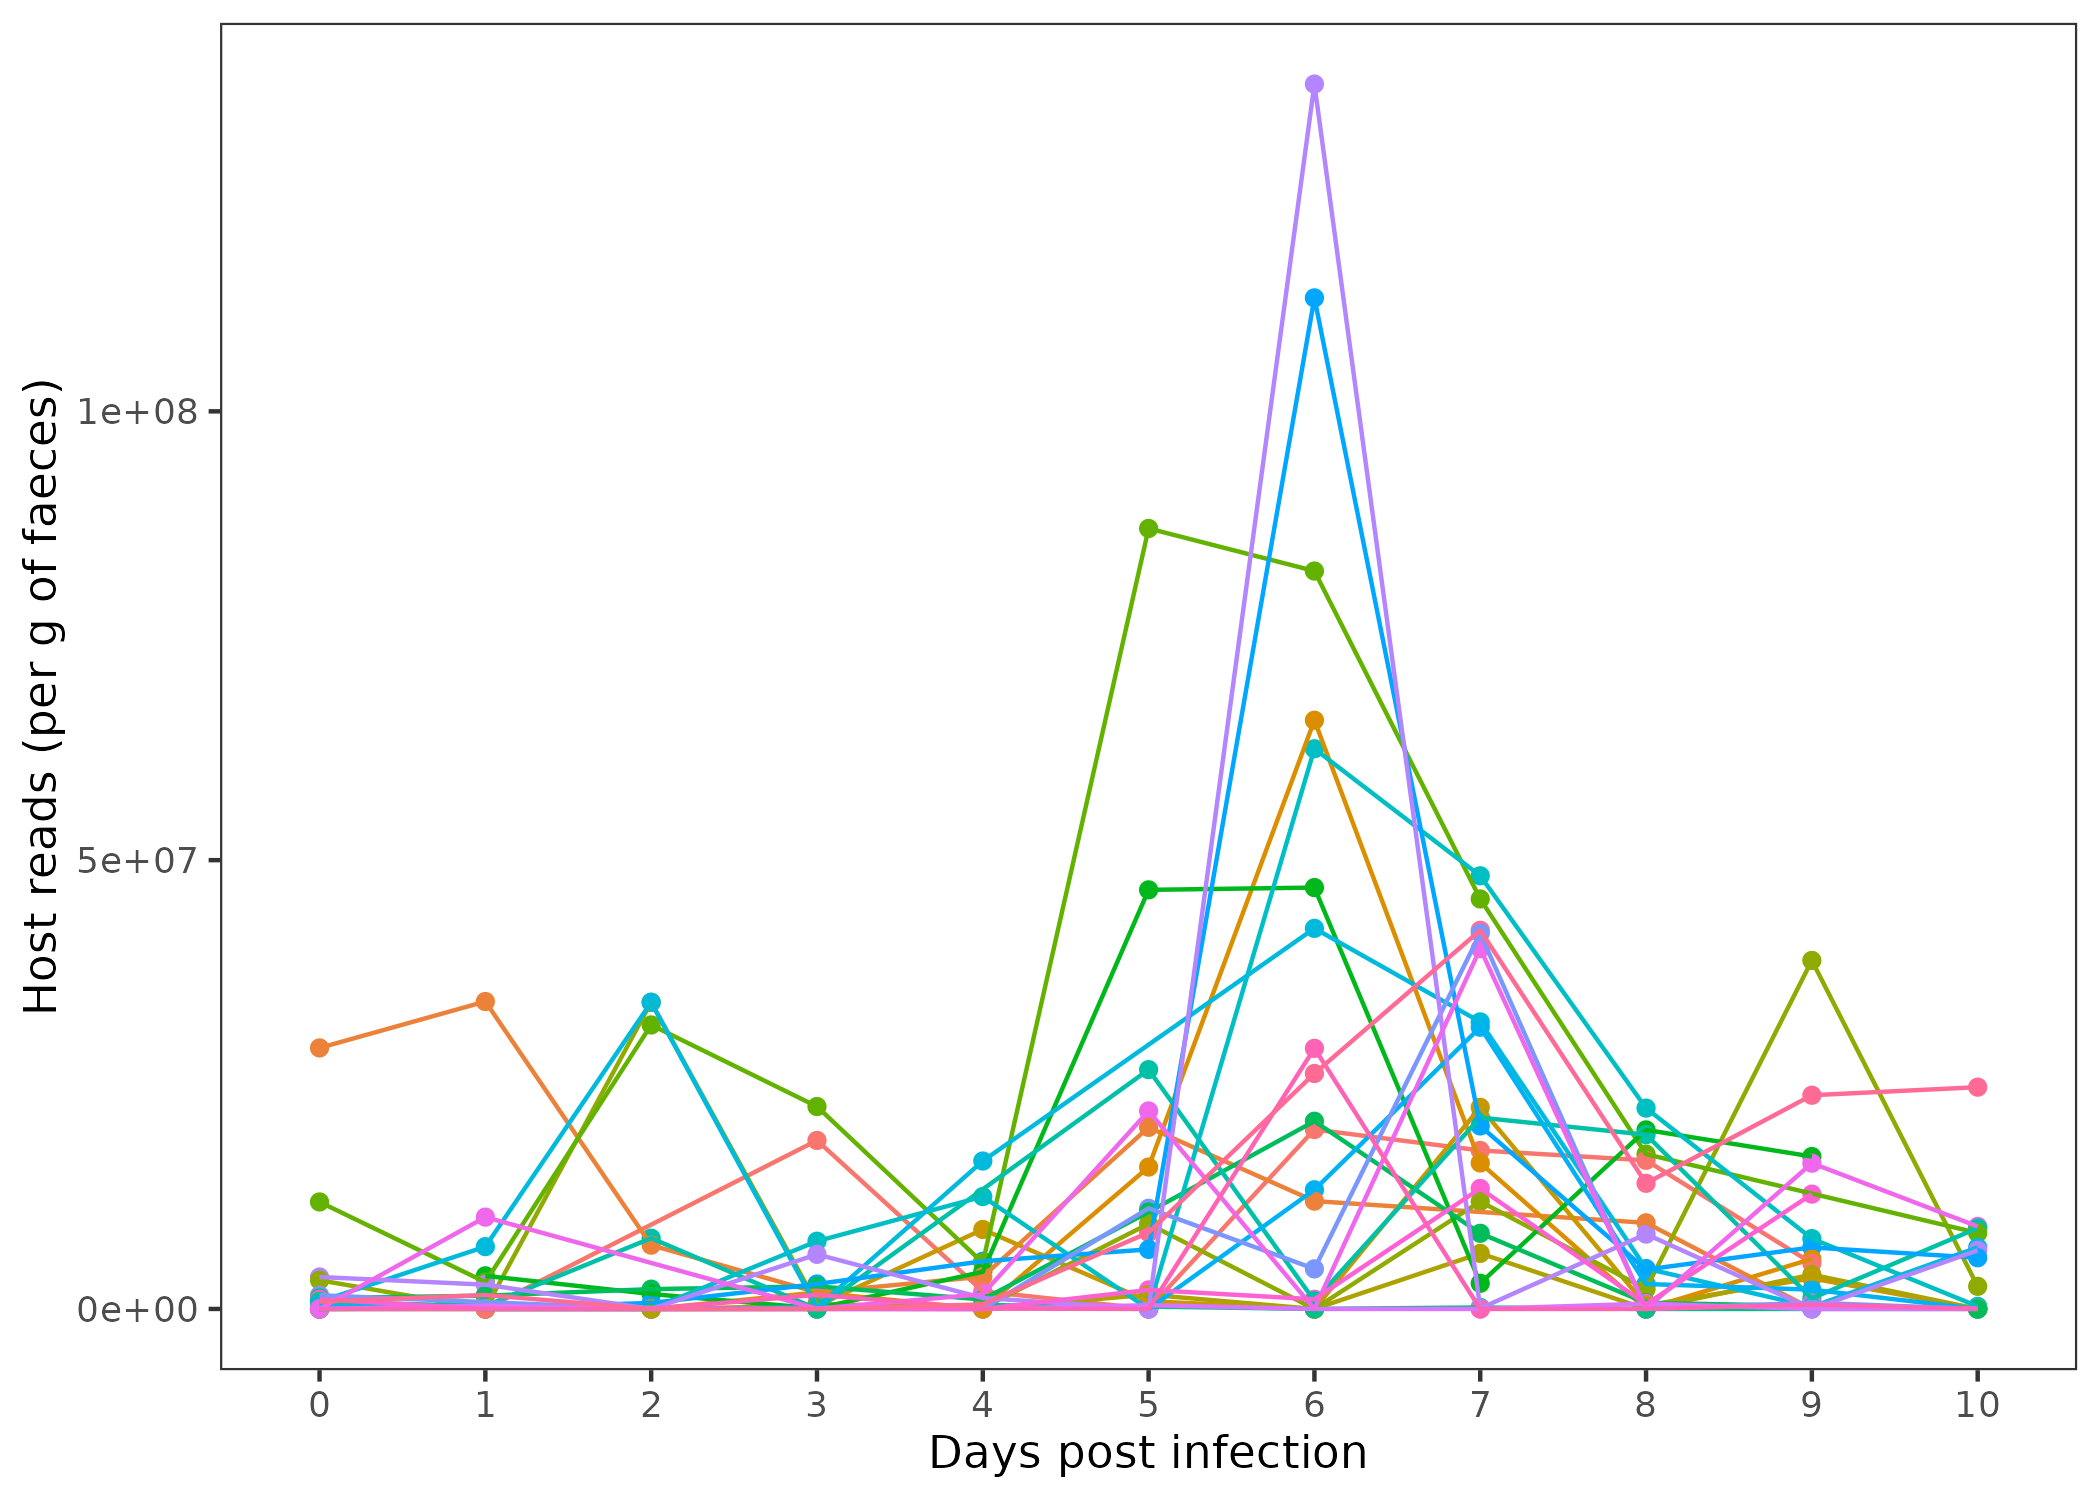 Host reads (per g of faeces)
1e+08
5e+07
0e+00
0 1 2 3 4 5 6 7 8 9 10
Days post infection